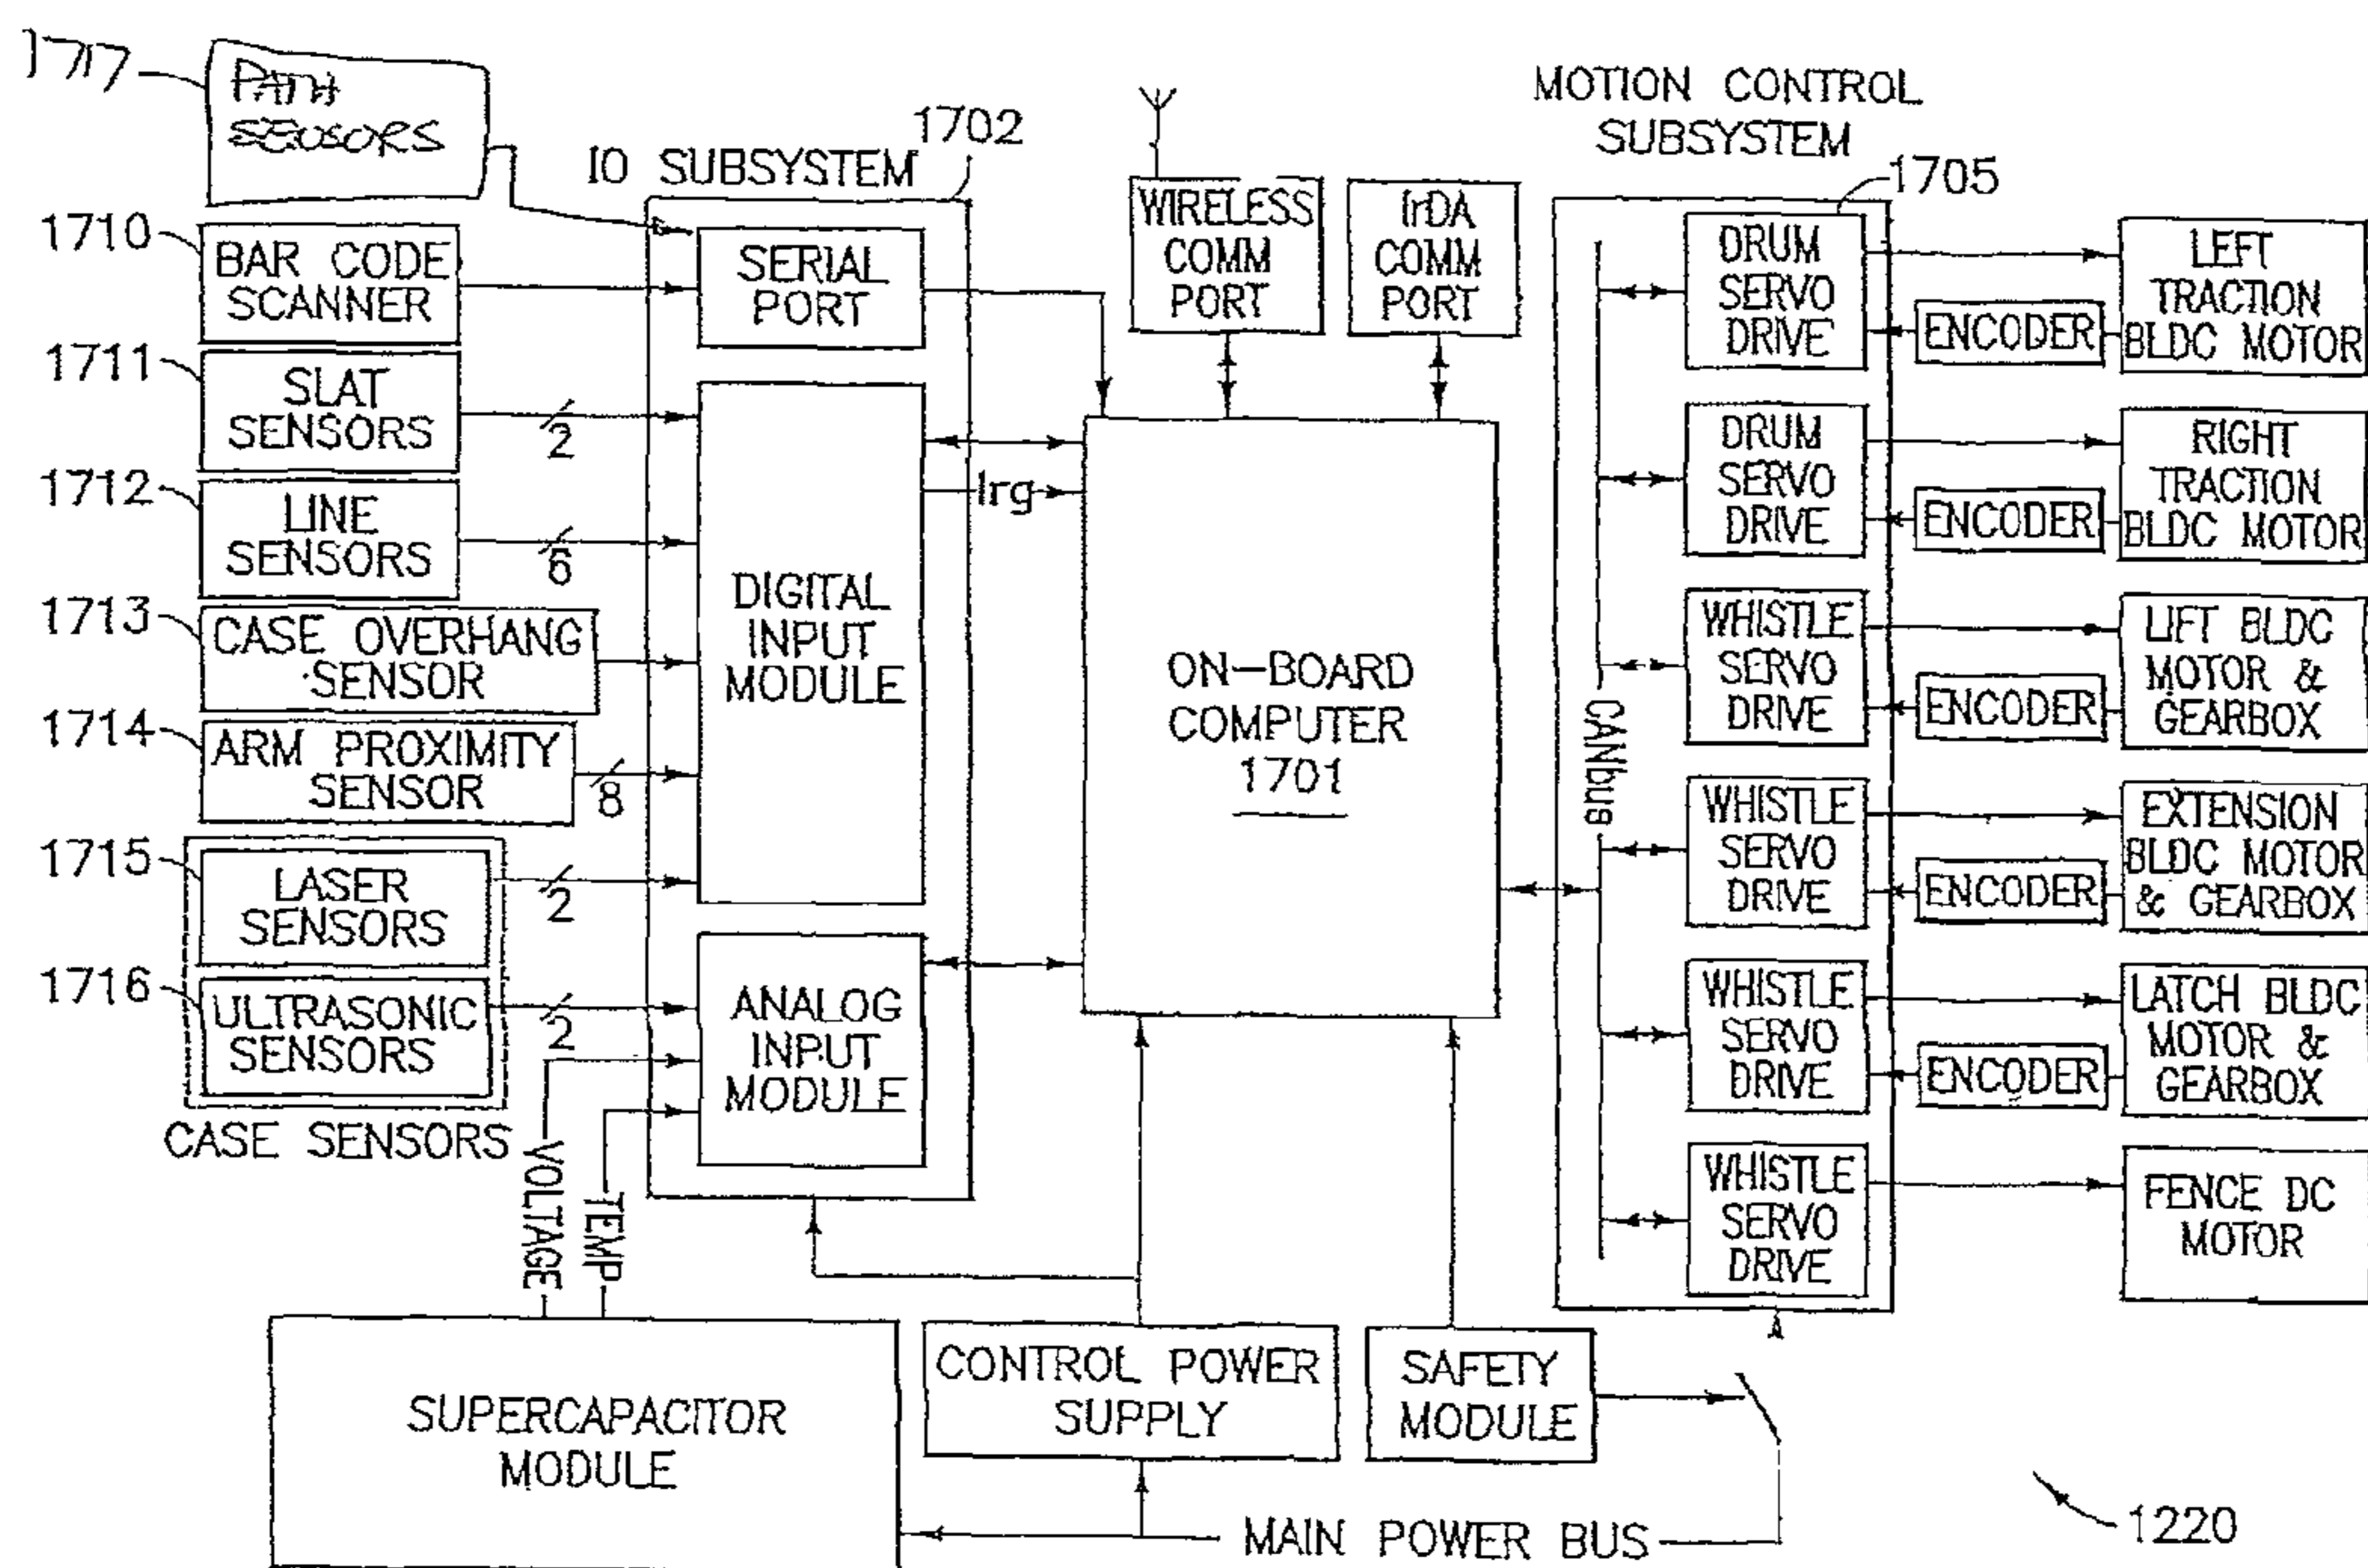 1717
PATH
SENSORS
1710
BAR CODE
SCANNER
1711
SLAT
SENSORS
2
1712
LINE
SENSORS
6
1713
CASE OVERHANG
SENSOR
1714
ARM PROXIMITY
SENSOR
8
1715
LASER
SENSORS
2
1716
ULTRASONIC
SENSORS
2
CASE SENSORS
VOLTAGE
TEMP
IO SUBSYSTEM
1702
SERIAL
PORT
DIGITAL
INPUT
MODULE
ANALOG
INPUT
MODULE
Irg
WIRELESS
COMM
PORT
IrDA
COMM
PORT
ON-BOARD
COMPUTER
1701
MOTION CONTROL
SUBSYSTEM
1705
CANbus
DRUM
SERVO
DRIVE
ENCODER
LEFT
TRACTION
BLDC MOTOR
DRUM
SERVO
DRIVE
ENCODER
RIGHT
TRACTION
BLDC MOTOR
WHISTLE
SERVO
DRIVE
ENCODER
LIFT BLDC
MOTOR &
GEARBOX
WHISTLE
SERVO
DRIVE
ENCODER
EXTENSION
BLDC MOTOR
& GEARBOX
WHISTLE
SERVO
DRIVE
ENCODER
LATCH BLDC
MOTOR &
GEARBOX
WHISTLE
SERVO
DRIVE
FENCE DC
MOTOR
SUPERCAPACITOR
MODULE
CONTROL POWER
SUPPLY
SAFETY
MODULE
MAIN POWER BUS
1220